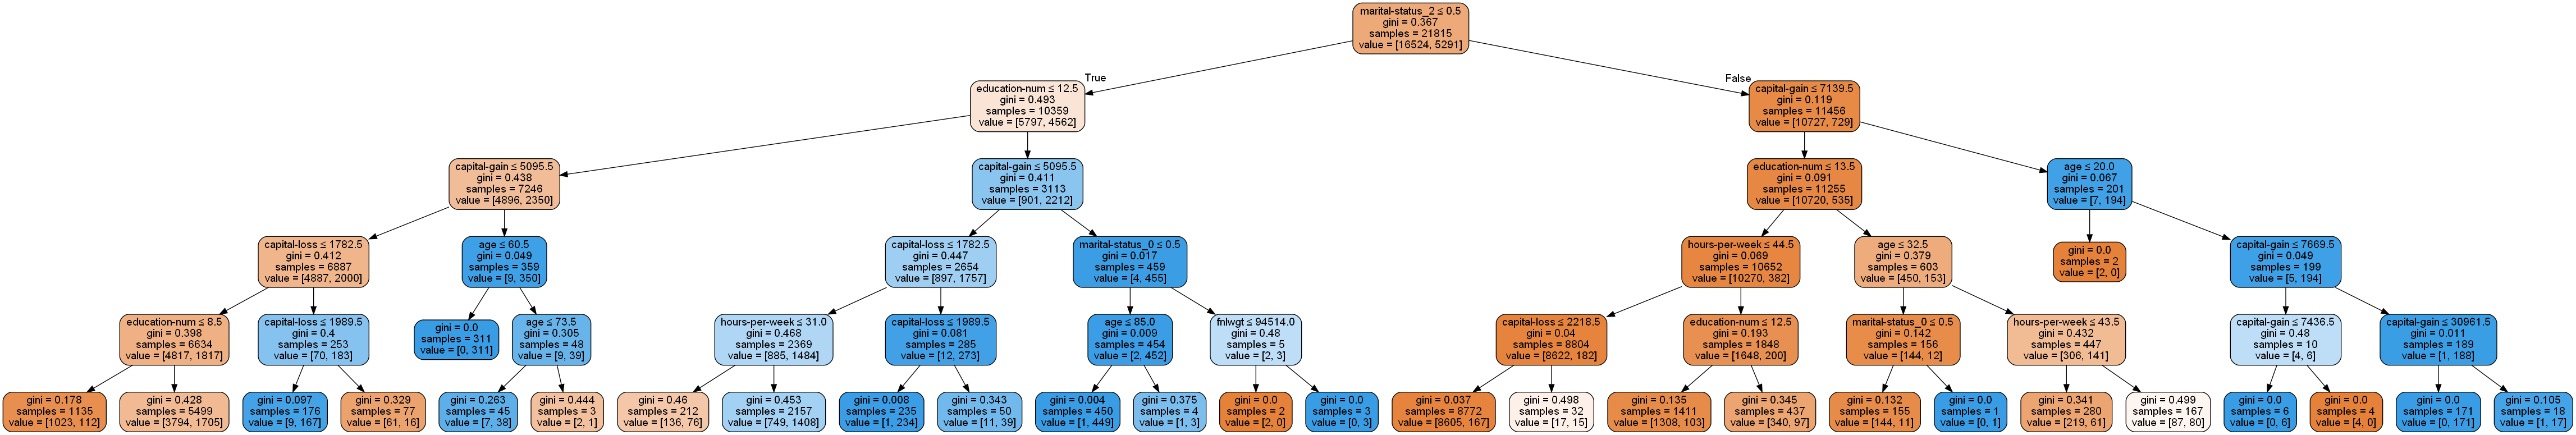 marital-status_2 ≤ 0.5
gini = 0.367
samples = 21815
value = [16524, 5291]
True
False
education-num ≤ 12.5
gini = 0.493
samples = 10359
value = [5797, 4562]
capital-gain ≤ 7139.5
gini = 0.119
samples = 11456
value = [10727, 729]
capital-gain ≤ 5095.5
gini = 0.438
samples = 7246
value = [4896, 2350]
capital-gain ≤ 5095.5
gini = 0.411
samples = 3113
value = [901, 2212]
education-num ≤ 13.5
gini = 0.091
samples = 11255
value = [10720, 535]
age ≤ 20.0
gini = 0.067
samples = 201
value = [7, 194]
capital-loss ≤ 1782.5
gini = 0.412
samples = 6887
value = [4887, 2000]
age ≤ 60.5
gini = 0.049
samples = 359
value = [9, 350]
capital-loss ≤ 1782.5
gini = 0.447
samples = 2654
value = [897, 1757]
marital-status_0 ≤ 0.5
gini = 0.017
samples = 459
value = [4, 455]
hours-per-week ≤ 44.5
gini = 0.069
samples = 10652
value = [10270, 382]
age ≤ 32.5
gini = 0.379
samples = 603
value = [450, 153]
gini = 0.0
samples = 2
value = [2, 0]
capital-gain ≤ 7669.5
gini = 0.049
samples = 199
value = [5, 194]
education-num ≤ 8.5
gini = 0.398
samples = 6634
value = [4817, 1817]
capital-loss ≤ 1989.5
gini = 0.4
samples = 253
value = [70, 183]
gini = 0.0
samples = 311
value = [0, 311]
age ≤ 73.5
gini = 0.305
samples = 48
value = [9, 39]
hours-per-week ≤ 31.0
gini = 0.468
samples = 2369
value = [885, 1484]
capital-loss ≤ 1989.5
gini = 0.081
samples = 285
value = [12, 273]
age ≤ 85.0
gini = 0.009
samples = 454
value = [2, 452]
fnlwgt ≤ 94514.0
gini = 0.48
samples = 5
value = [2, 3]
capital-loss ≤ 2218.5
gini = 0.04
samples = 8804
value = [8622, 182]
education-num ≤ 12.5
gini = 0.193
samples = 1848
value = [1648, 200]
marital-status_0 ≤ 0.5
gini = 0.142
samples = 156
value = [144, 12]
hours-per-week ≤ 43.5
gini = 0.432
samples = 447
value = [306, 141]
capital-gain ≤ 7436.5
gini = 0.48
samples = 10
value = [4, 6]
capital-gain ≤ 30961.5
gini = 0.011
samples = 189
value = [1, 188]
gini = 0.178
samples = 1135
value = [1023, 112]
gini = 0.428
samples = 5499
value = [3794, 1705]
gini = 0.097
samples = 176
value = [9, 167]
gini = 0.329
samples = 77
value = [61, 16]
gini = 0.263
samples = 45
value = [7, 38]
gini = 0.444
samples = 3
value = [2, 1]
gini = 0.46
samples = 212
value = [136, 76]
gini = 0.453
samples = 2157
value = [749, 1408]
gini = 0.008
samples = 235
value = [1, 234]
gini = 0.343
samples = 50
value = [11, 39]
gini = 0.004
samples = 450
value = [1, 449]
gini = 0.375
samples = 4
value = [1, 3]
gini = 0.0
samples = 2
value = [2, 0]
gini = 0.0
samples = 3
value = [0, 3]
gini = 0.037
samples = 8772
value = [8605, 167]
gini = 0.498
samples = 32
value = [17, 15]
gini = 0.135
samples = 1411
value = [1308, 103]
gini = 0.345
samples = 437
value = [340, 97]
gini = 0.132
samples = 155
value = [144, 11]
gini = 0.0
samples = 1
value = [0, 1]
gini = 0.341
samples = 280
value = [219, 61]
gini = 0.499
samples = 167
value = [87, 80]
gini = 0.0
samples = 6
value = [0, 6]
gini = 0.0
samples = 4
value = [4, 0]
gini = 0.0
samples = 171
value = [0, 171]
gini = 0.105
samples = 18
value = [1, 17]